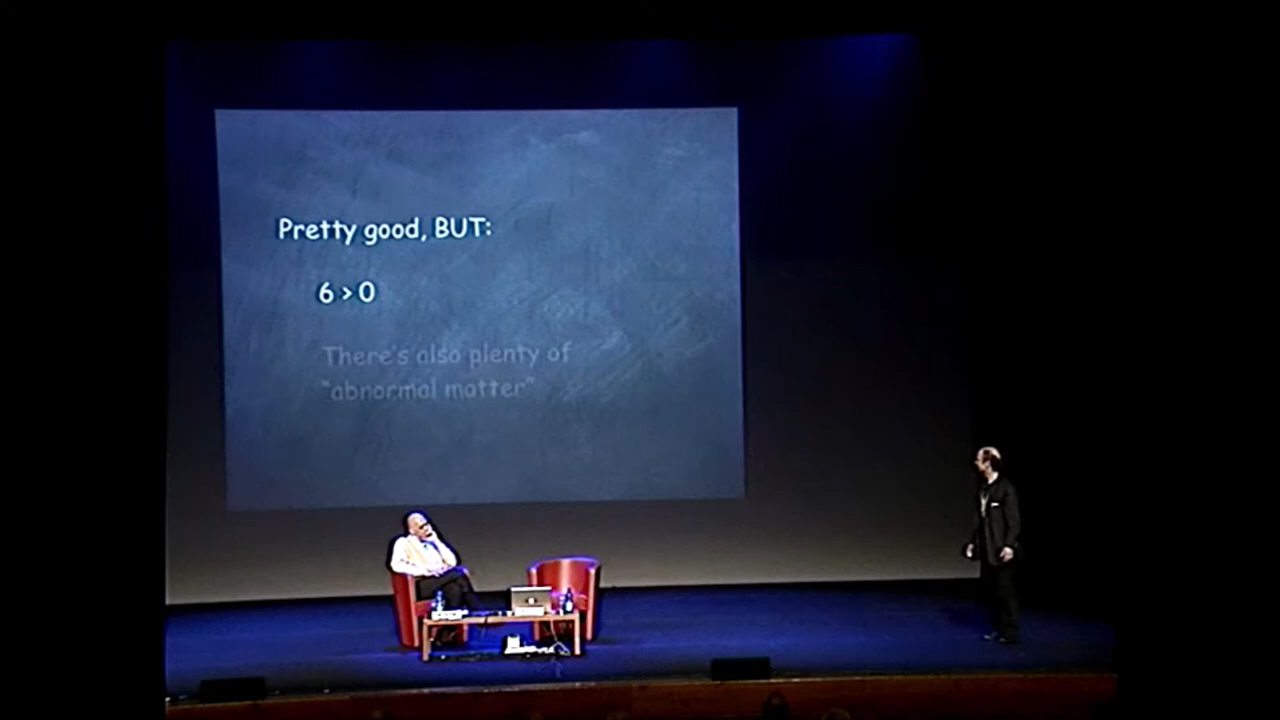 Pretty good, BUT:
6 > 0
There's also plenty of
"abnormal matter"